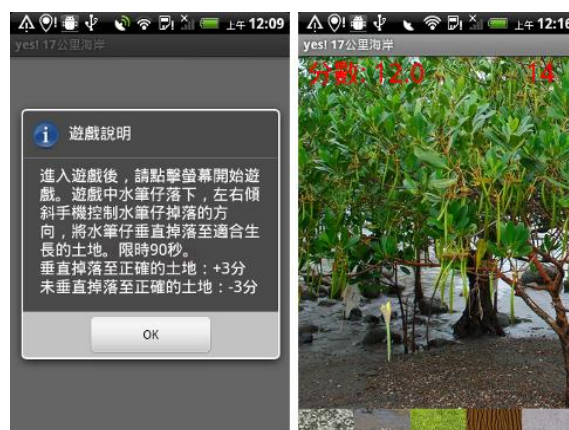 上午 12:09
yes! 17公里海岸
遊戲說明
進入遊戲後，請點擊螢幕開始遊
戲。遊戲中水筆仔落下，左右傾
斜手機控制水筆仔掉落的方
向，將水筆仔垂直掉落至適合生
長的土地。限時90秒。
垂直掉落至正確的土地：+3分
未垂直掉落至正確的土地：-3分
OK
上午 12:16
yes! 17公里海岸
分數: 12.0
14